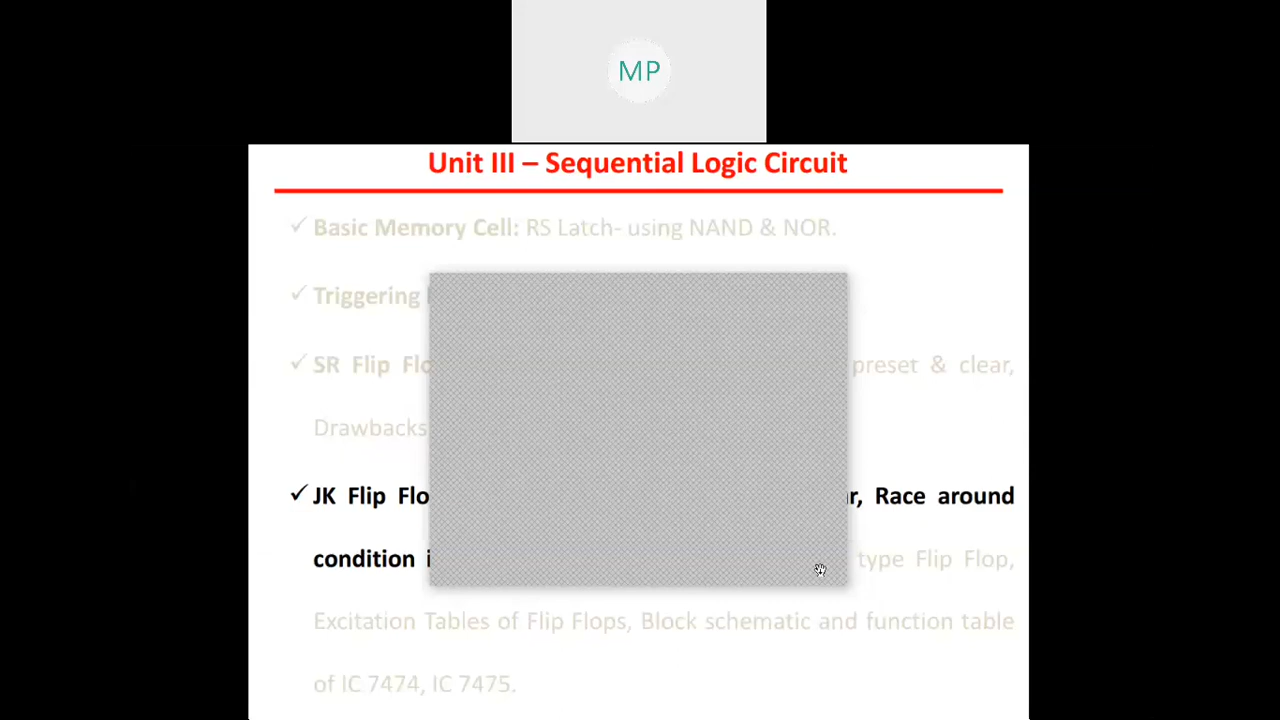 MP
Unit III – Sequential Logic Circuit
✓ Basic Memory Cell: RS Latch- using NAND & NOR.
✓ Triggering
✓ SR Flip preset & clear,
Drawbacks
✓ JK Flip Race around
condition type Flip Flop,
Excitation Tables of Flip Flops, Block schematic and function table
of IC 7474, IC 7475.